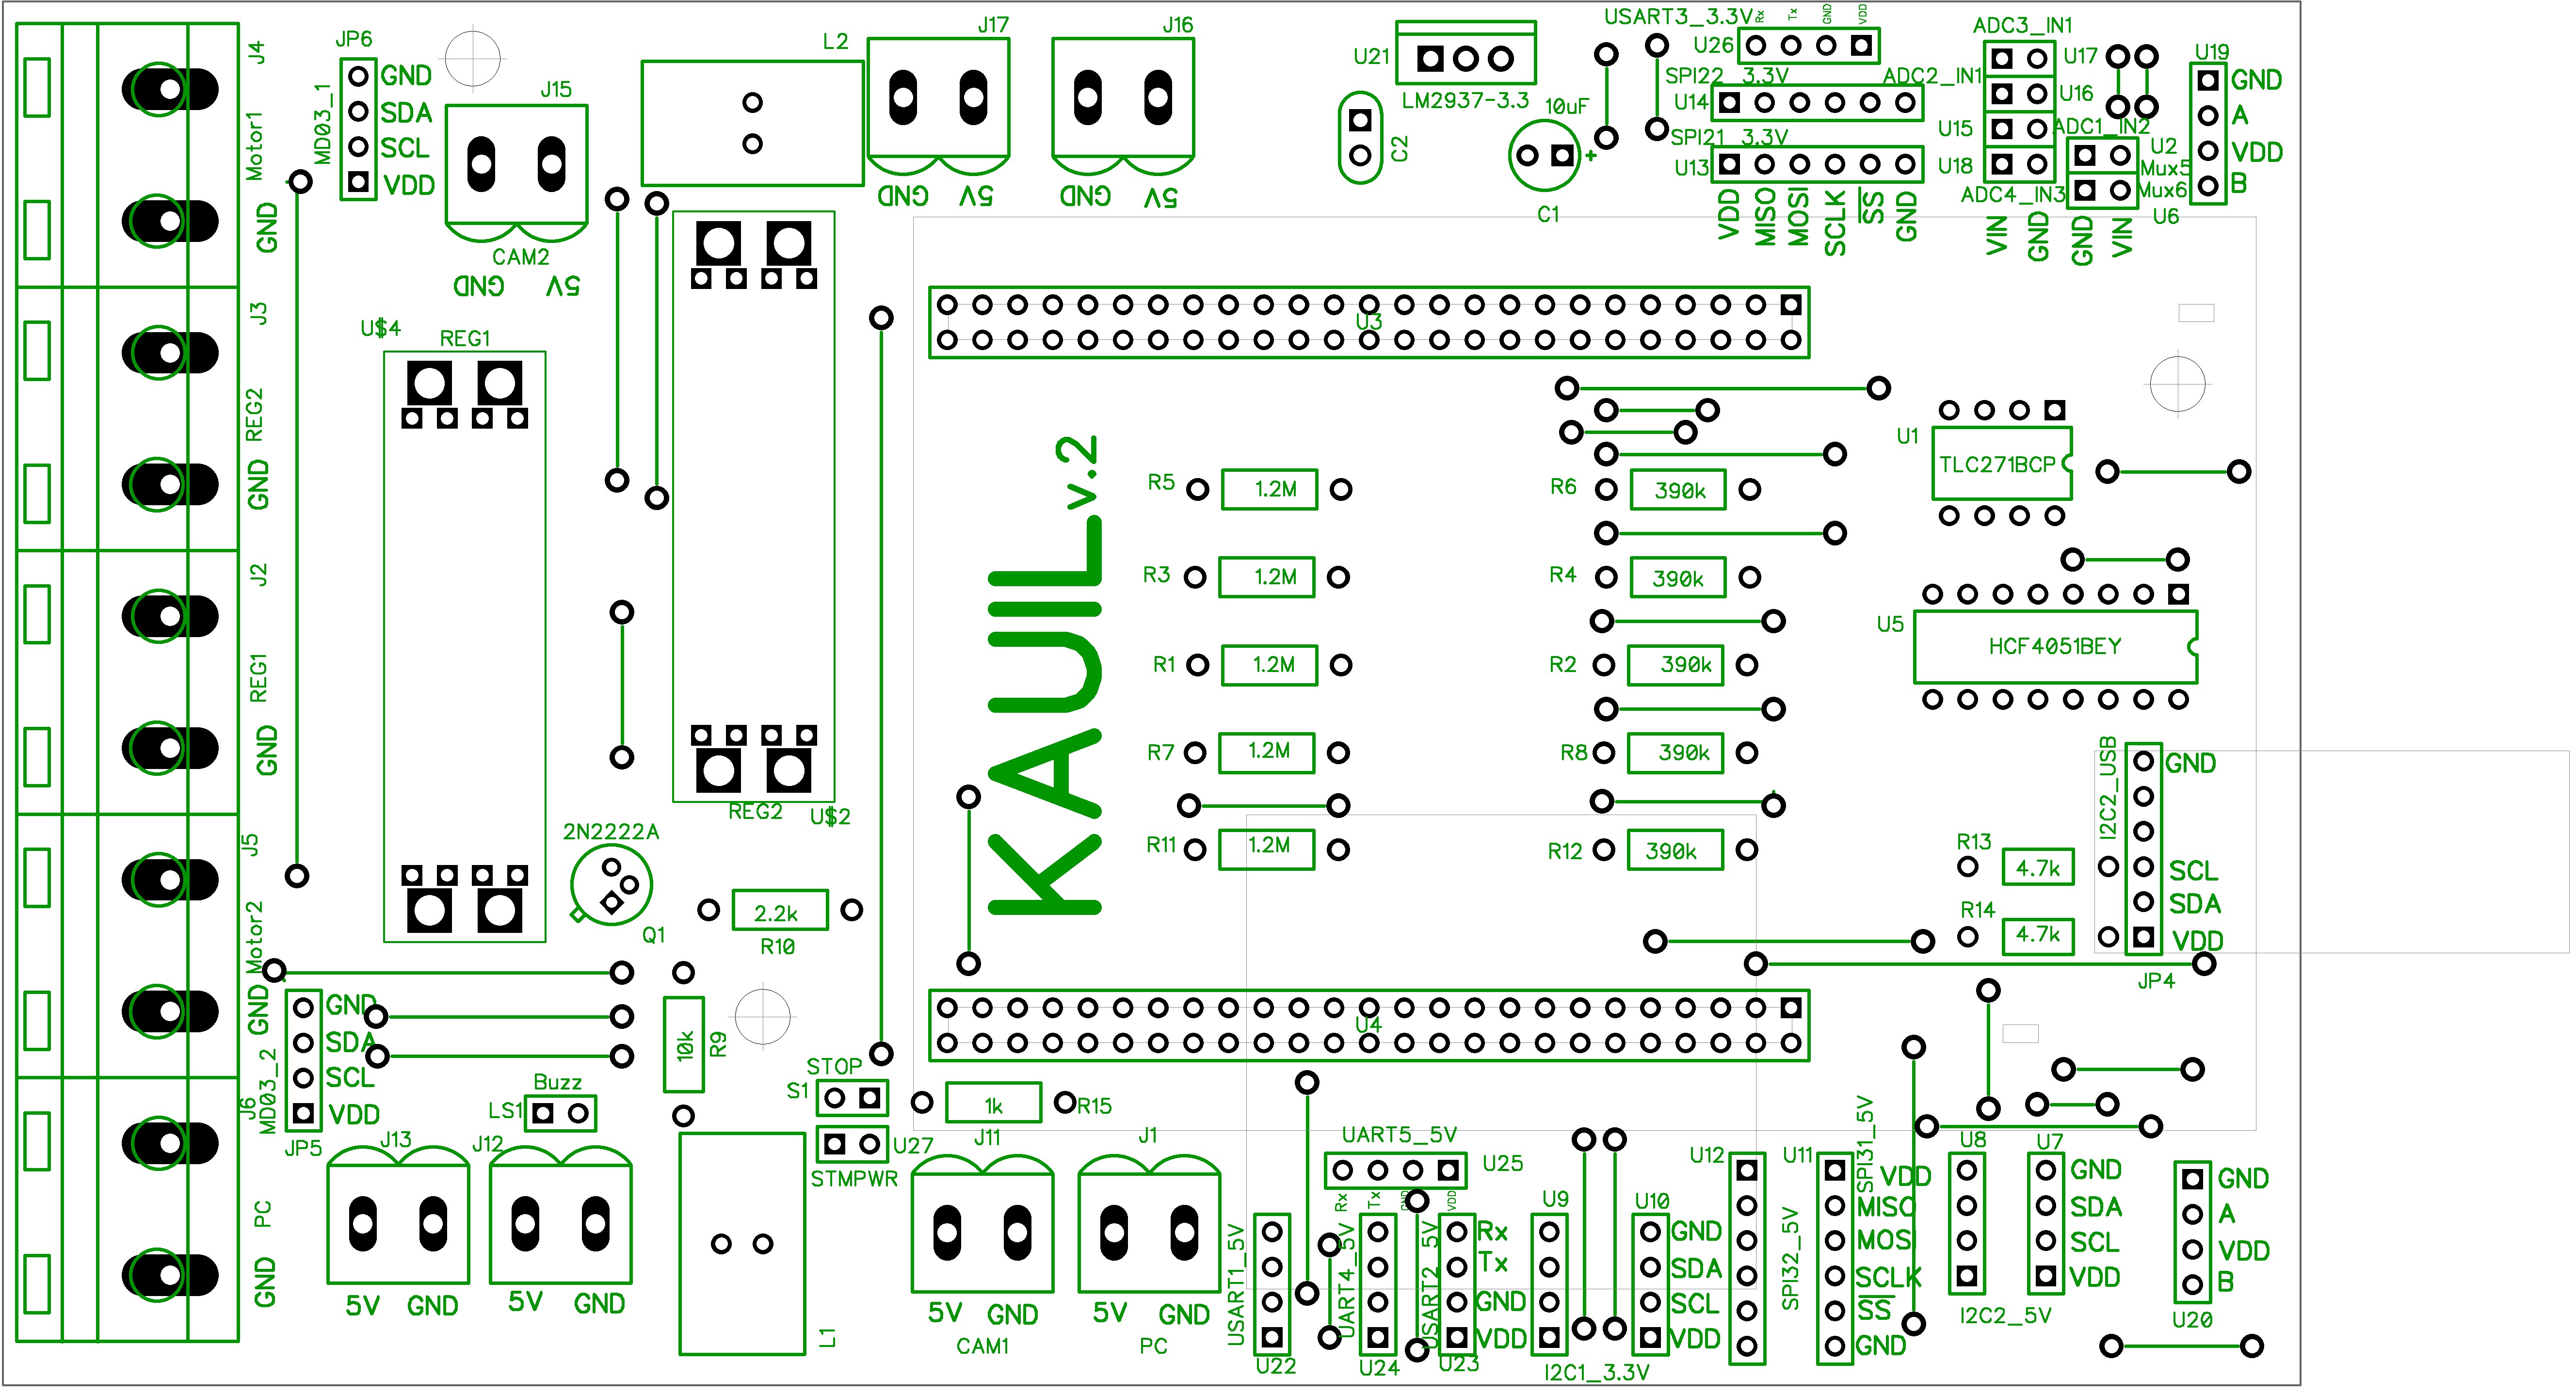 J4
Motor1
GND
J3
REG2
GND
J2
REG1
GND
J5
Motor2
GND
J6
PC
GND
JP6
MD03_1
GND
SDA
SCL
VDD
J15
CAM2
GND
5V
L2
J17
GND
5V
J16
GND
5V
U21
LM2937-3.3
C2
10uF
+
C1
USART3_3.3V
Rx
Tx
GND
VDD
U26
SPI22_3.3V
U14
SPI21_3.3V
U13
VDD
MISO
MOSI
SCLK
SS
GND
ADC3_IN1
ADC2_IN1
U17
U16
U15
U18
ADC1_IN2
ADC4_IN3
VIN
GND
U2
Mux5
Mux6
U6
GND
VIN
U19
GND
A
VDD
B
U$4
REG1
REG2
U$2
U3
KAUIL v.2
R5
1.2M
R6
390k
R3
1.2M
R4
390k
R1
1.2M
R2
390k
R7
1.2M
R8
390k
R11
1.2M
R12
390k
U1
TLC271BCP
U5
HCF4051BEY
I2C2_USB
GND
SCL
SDA
VDD
JP4
R13
4.7k
R14
4.7k
2N2222A
Q1
2.2k
R10
10k
R9
U4
MD03_2
GND
SDA
SCL
VDD
JP5
Buzz
LS1
STOP
S1
U27
STMPWR
1k
R15
J13
5V
GND
J12
5V
GND
L1
J11
5V
GND
CAM1
J1
5V
GND
PC
UART5_5V
U25
Rx
Tx
GND
VDD
USART1_5V
U22
UART4_5V
U24
USART2_5V
U23
Rx
Tx
GND
VDD
U9
I2C1_3.3V
U10
GND
SDA
SCL
VDD
U12
SPI32_5V
U11
SPI31_5V
VDD
MISO
MOSI
SCLK
SS
GND
U8
U7
GND
SDA
SCL
VDD
I2C2_5V
GND
A
VDD
B
U20